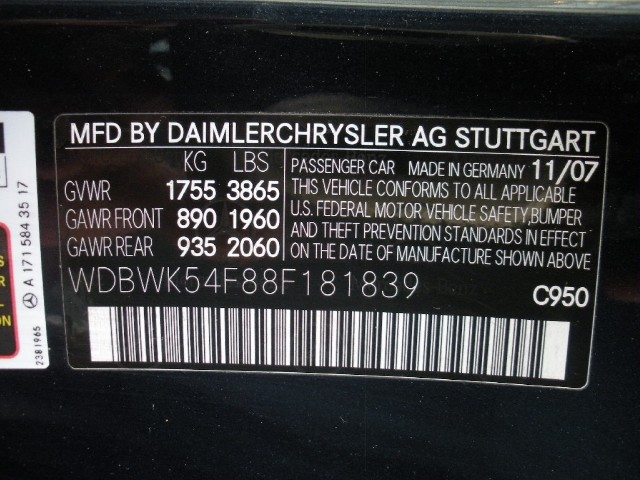 MFD BY DAIMLERCHRYSLER AG STUTTGART
KG LBS
GVWR 1755 3865
GAWR FRONT 890 1960
GAWR REAR 935 2060
PASSENGER CAR MADE IN GERMANY 11/07
THIS VEHICLE CONFORMS TO ALL APPLICABLE
U.S. FEDERAL MOTOR VEHICLE SAFETY,BUMPER
AND THEFT PREVENTION STANDARDS IN EFFECT
ON THE DATE OF MANUFACTURE SHOWN ABOVE.
WDBWK54F88F181839
C950
A 171 584 35 17
2381965